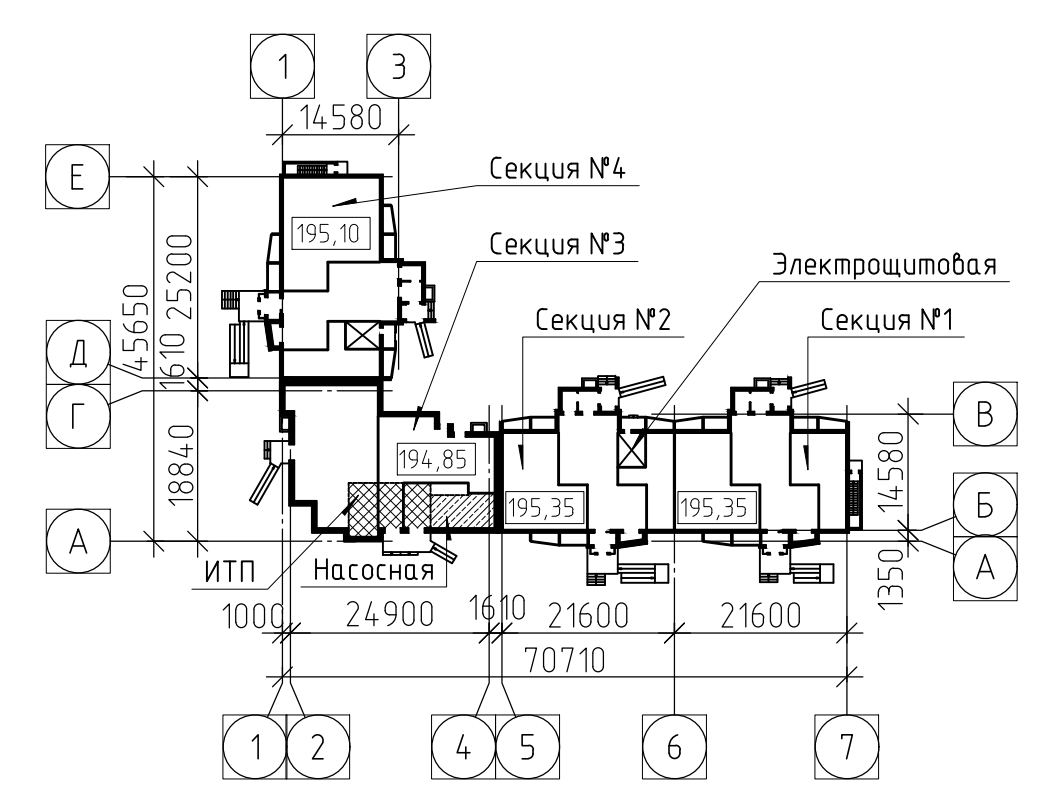 1
3
14580
Е
Секция №4
195,10
Секция №3
Электрощитовая
25200
45650
Секция №2
Секция №1
1610
Д
Г
В
18840
194,85
14580
195,35
195,35
Б
А
А
ИТП
Насосная
1350
1000
24900
1610
21600
21600
70710
1
2
4
5
6
7